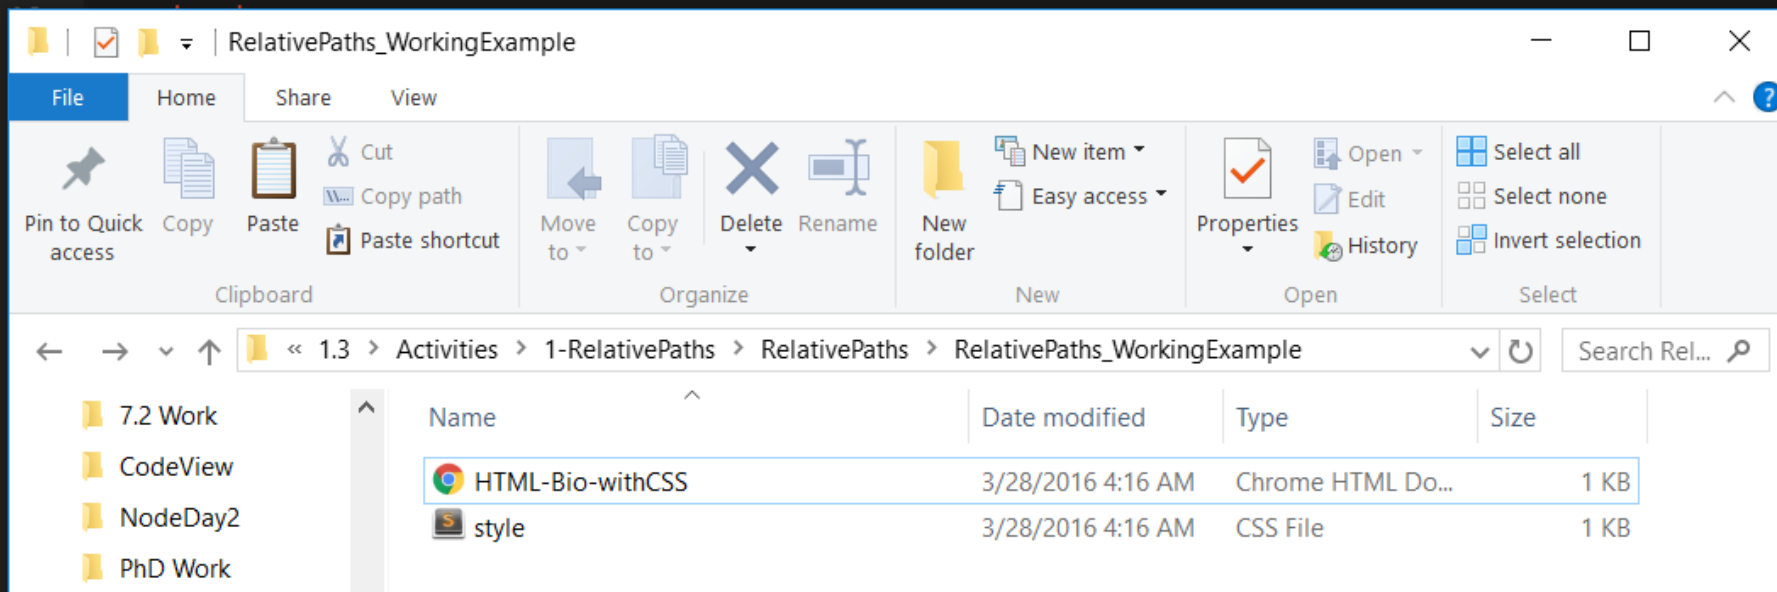 RelativePaths_WorkingExample
File Home Share View
?
Pin to Quick access
Copy
Paste
Cut
Copy path
Paste shortcut
Clipboard
Move to
Copy to
Delete
Rename
Organize
New folder
New item
Easy access
New
Properties
Open
Edit
History
Open
Select all
Select none
Invert selection
Select
« 1.3 > Activities > 1-RelativePaths > RelativePaths > RelativePaths_WorkingExample
Search Rel...
7.2 Work
CodeView
NodeDay2
PhD Work
Name Date modified Type Size
HTML-Bio-withCSS 3/28/2016 4:16 AM Chrome HTML Do... 1 KB
style 3/28/2016 4:16 AM CSS File 1 KB